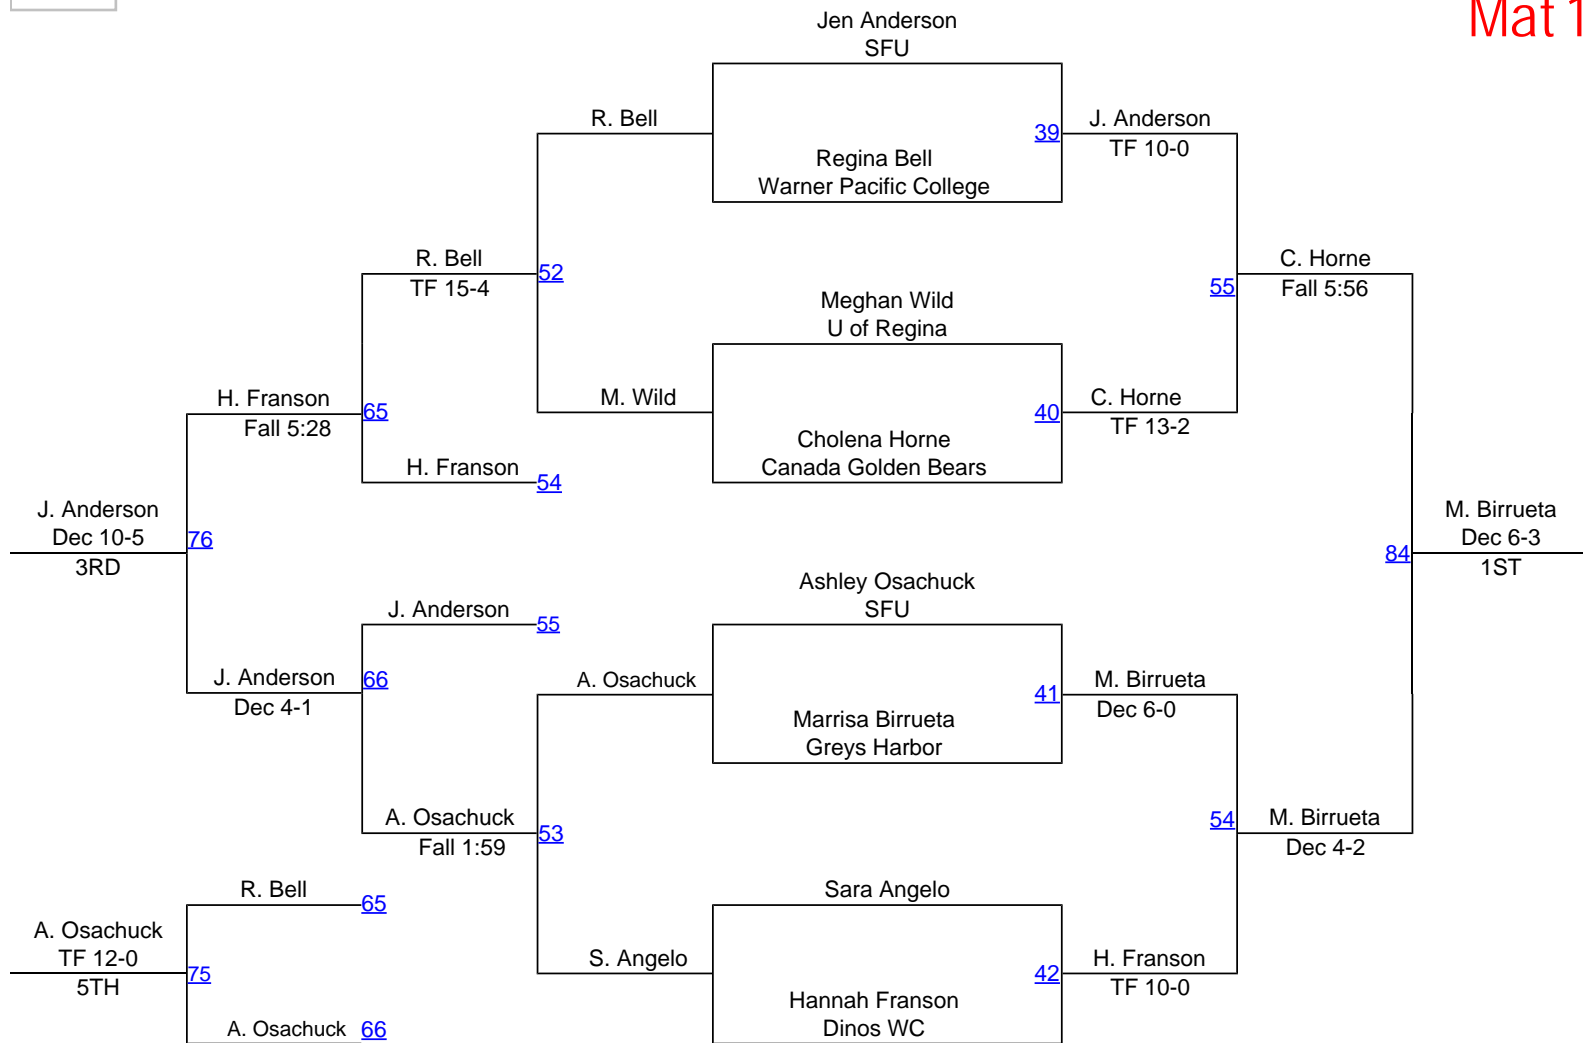 Mat 1
Jen Anderson
SFU
R. Bell
39
J. Anderson
TF 10-0
Regina Bell
Warner Pacific College
R. Bell
TF 15-4
52
C. Horne
Fall 5:56
55
Meghan Wild
U of Regina
H. Franson
Fall 5:28
65
M. Wild
40
C. Horne
TF 13-2
Cholena Horne
Canada Golden Bears
H. Franson
54
J. Anderson
Dec 10-5
3RD
76
M. Birrueta
Dec 6-3
1ST
84
Ashley Osachuck
SFU
J. Anderson
55
J. Anderson
Dec 4-1
66
A. Osachuck
41
M. Birrueta
Dec 6-0
Marrisa Birrueta
Greys Harbor
A. Osachuck
Fall 1:59
53
54
M. Birrueta
Dec 4-2
R. Bell
65
Sara Angelo
A. Osachuck
TF 12-0
5TH
75
S. Angelo
42
H. Franson
TF 10-0
Hannah Franson
Dinos WC
A. Osachuck
66